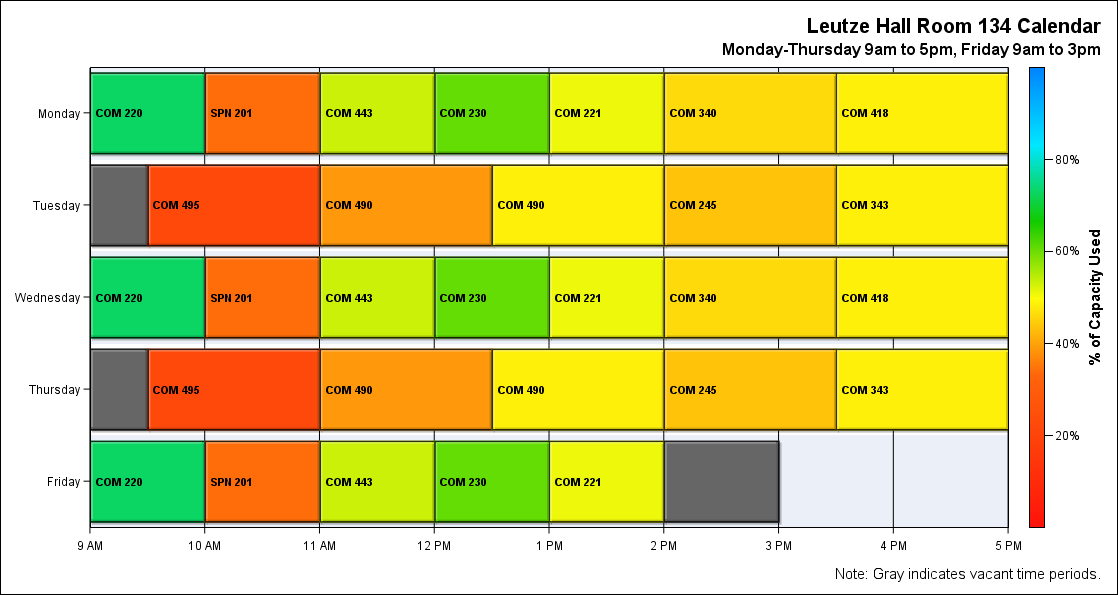 Leutze Hall Room 134 Calendar
Monday-Thursday 9am to 5pm, Friday 9am to 3pm
Monday COM 220 SPN 201 COM 443 COM 230 COM 221 COM 340 COM 418
80%
Tuesday COM 495 COM 490 COM 490 COM 245 COM 343
60%
% of Capacity Used
Wednesday COM 220 SPN 201 COM 443 COM 230 COM 221 COM 340 COM 418
40%
Thursday COM 495 COM 490 COM 490 COM 245 COM 343
20%
Friday COM 220 SPN 201 COM 443 COM 230 COM 221
9 AM 10 AM 11 AM 12 PM 1 PM 2 PM 3 PM 4 PM 5 PM
Note: Gray indicates vacant time periods.